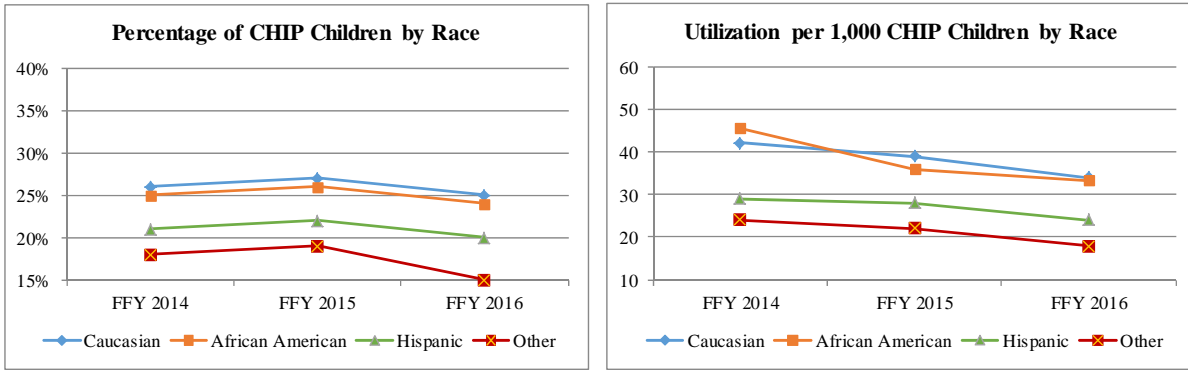 Percentage of CHIP Children by Race
40%
35%
30%
25%
20%
15%
FFY 2014 FFY 2015 FFY 2016
Caucasian African American Hispanic Other
Utilization per 1,000 CHIP Children by Race
60
50
40
30
20
10
FFY 2014 FFY 2015 FFY 2016
Caucasian African American Hispanic Other